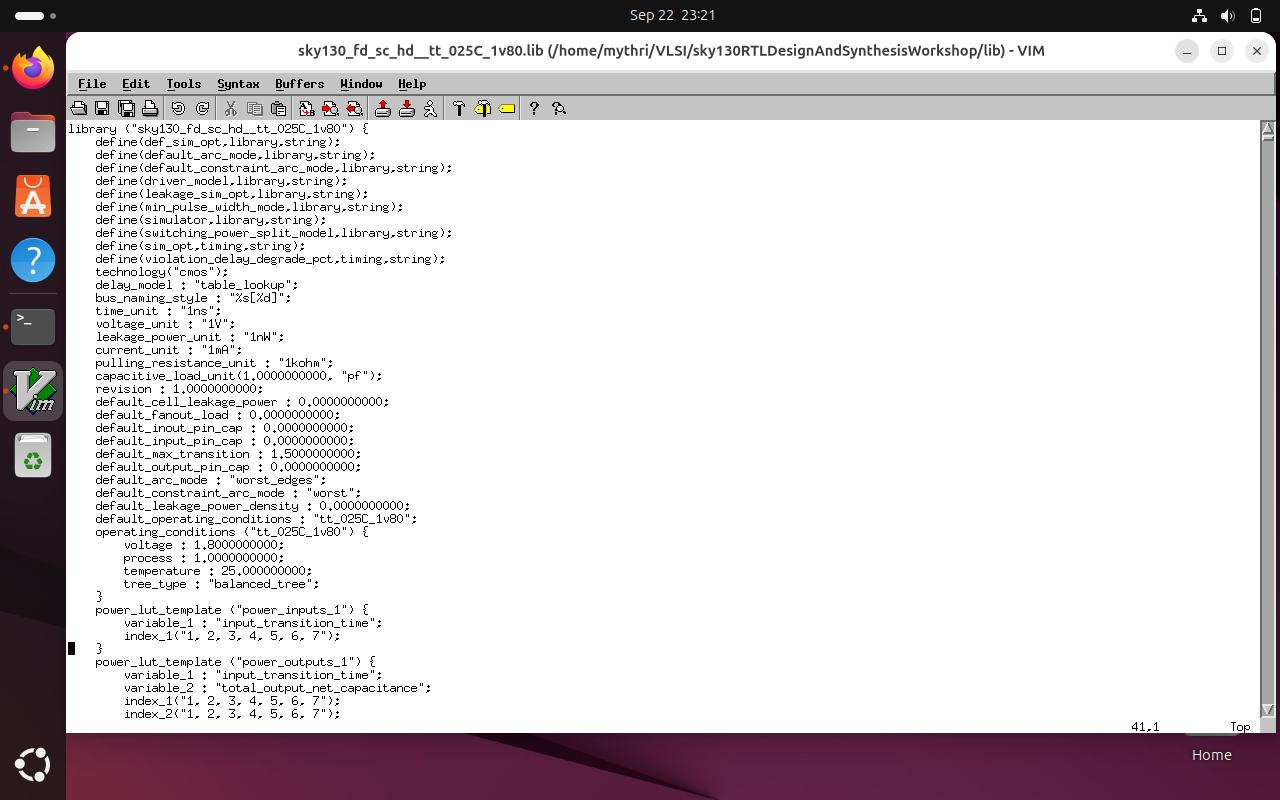 Sep 22 23:21
sky130_fd_sc_hd__tt_025C_1v80.lib (/home/mythri/VLSI/sky130RTLDesignAndSynthesisWorkshop/lib) - VIM
File Edit Tools Syntax Buffers Window Help
library ("sky130_fd_sc_hd__tt_025C_1v80") {
    define(def_sim_opt,library,string);
    define(default_arc_mode,library,string);
    define(default_constraint_arc_mode,library,string);
    define(driver_model,library,string);
    define(leakage_sim_opt,library,string);
    define(min_pulse_width_mode,library,string);
    define(simulator,library,string);
    define(switching_power_split_model,library,string);
    define(sim_opt,timing,string);
    define(violation_delay_degrade_pct,timing,string);
    technology("cmos");
    delay_model : "table_lookup";
    bus_naming_style : "%s[%d]";
    time_unit : "1ns";
    voltage_unit : "1V";
    leakage_power_unit : "1nW";
    current_unit : "1mA";
    pulling_resistance_unit : "1kohm";
    capacitive_load_unit(1.0000000000, "pf");
    revision : 1.0000000000;
    default_cell_leakage_power : 0.0000000000;
    default_fanout_load : 0.0000000000;
    default_inout_pin_cap : 0.0000000000;
    default_input_pin_cap : 0.0000000000;
    default_max_transition : 1.5000000000;
    default_output_pin_cap : 0.0000000000;
    default_arc_mode : "worst_edges";
    default_constraint_arc_mode : "worst";
    default_leakage_power_density : 0.0000000000;
    default_operating_conditions : "tt_025C_1v80";
    operating_conditions ("tt_025C_1v80") {
        voltage : 1.8000000000;
        process : 1.0000000000;
        temperature : 25.000000000;
        tree_type : "balanced_tree";
    }
    power_lut_template ("power_inputs_1") {
        variable_1 : "input_transition_time";
        index_1("1, 2, 3, 4, 5, 6, 7");
    }
    power_lut_template ("power_outputs_1") {
        variable_1 : "input_transition_time";
        variable_2 : "total_output_net_capacitance";
        index_1("1, 2, 3, 4, 5, 6, 7");
        index_2("1, 2, 3, 4, 5, 6, 7");
41,1 Top
Home